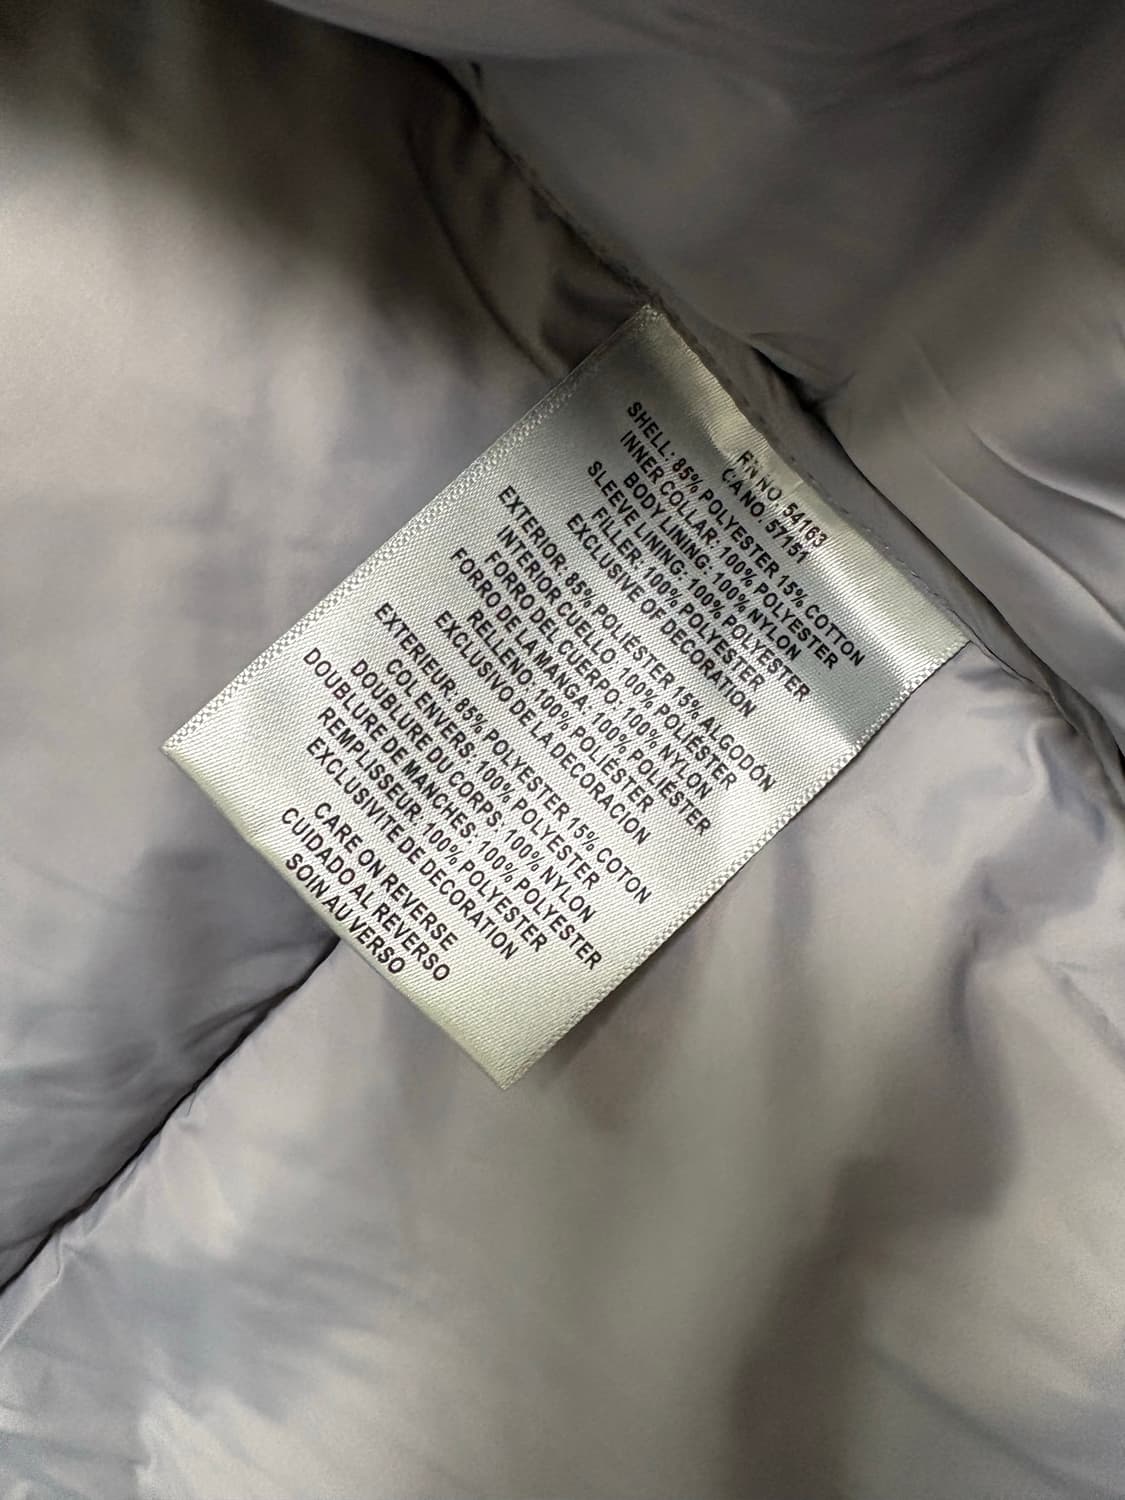 RN NO. 54163
CA NO. 57151
SHELL: 85% POLYESTER 15% COTTON
INNER COLLAR: 100% POLYESTER
BODY LINING: 100% NYLON
SLEEVE LINING: 100% POLYESTER
FILLER: 100% POLYESTER
EXCLUSIVE OF DECORATION
EXTERIOR: 85% POLIÉSTER 15% ALGODÓN
INTERIOR CUELLO: 100% POLIÉSTER
FORRO DEL CUERPO: 100% NYLON
FORRO DE LA MANGA: 100% POLIÉSTER
RELLENO: 100% POLIÉSTER
EXCLUSIVO DE LA DECORACION
EXTERIEUR: 85% POLYESTER 15% COTON
COL ENVERS: 100% POLYESTER
DOUBLURE DU CORPS: 100% NYLON
DOUBLURE DE MANCHES: 100% POLYESTER
REMPLISSEUR: 100% POLYESTER
EXCLUSIVITE DE DECORATION
CARE ON REVERSE
CUIDADO AL REVERSO
SOIN AU VERSO